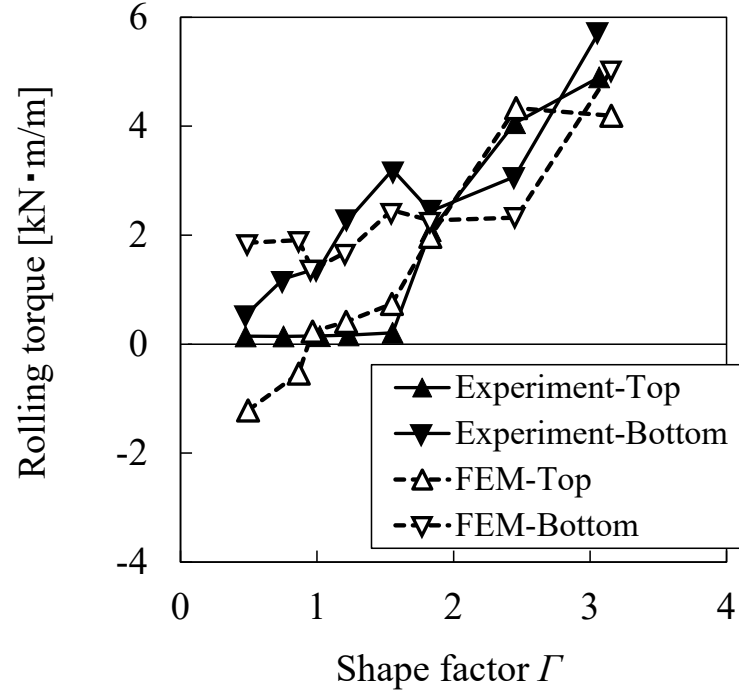 Rolling torque [kN・m/m]
6
4
2
0
-2
-4
Experiment-Top
Experiment-Bottom
FEM-Top
FEM-Bottom
0 1 2 3 4
Shape factor Γ